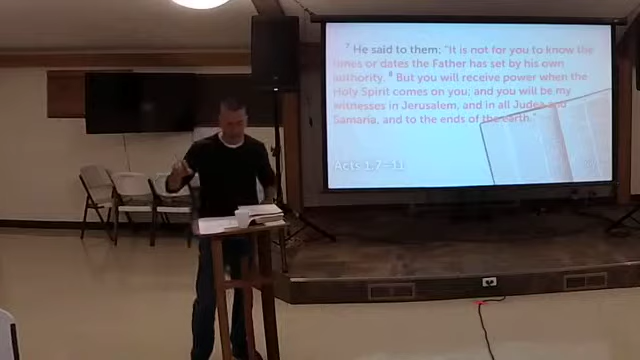 ⁷ He said to them: "It is not for you to know the
times or dates the Father has set by his own
authority. ⁸ But you will receive power when the
Holy Spirit comes on you; and you will be my
witnesses in Jerusalem, and in all Judea and
Samaria, and to the ends of the earth."
Acts 1:7-11